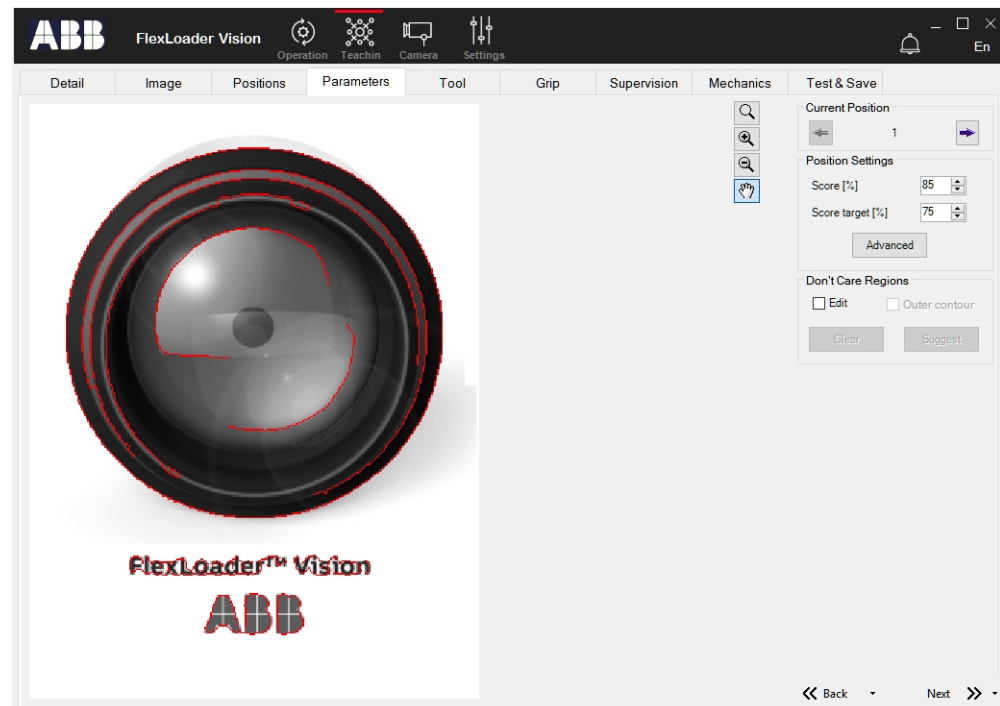 ABB FlexLoader Vision Operation Teachin Camera Settings En
Detail Image Positions Parameters Tool Grip Supervision Mechanics Test & Save
Current Position
1
Position Settings
Score [%] 85
Score target [%] 75
Advanced
Don't Care Regions
Edit Outer contour
Clear Suggest
FlexLoader™ Vision
ABB
Back Next